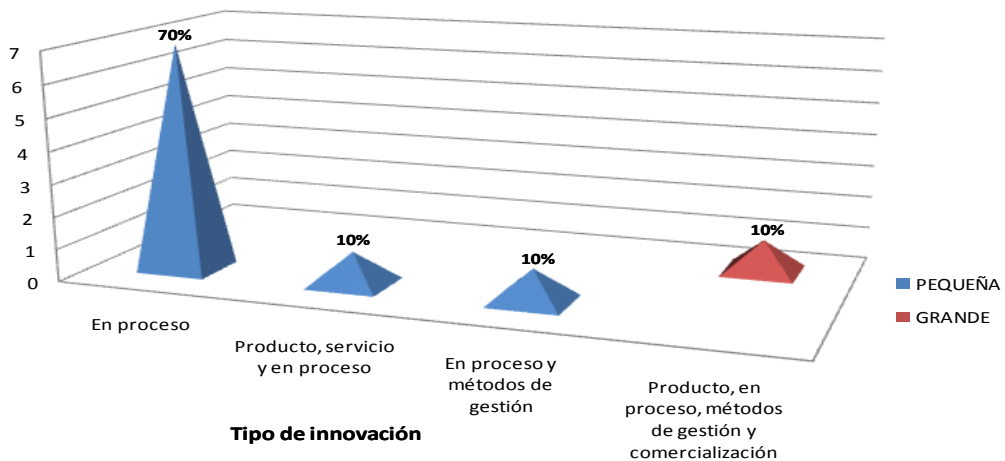 70%
7
6
5
4
3
2
1
0
10%
10%
10%
PEQUEÑA
GRANDE
En proceso
Producto, servicio
y en proceso
En proceso y
métodos de
gestión
Producto, en
proceso, métodos
de gestión y
comercialización
Tipo de innovación